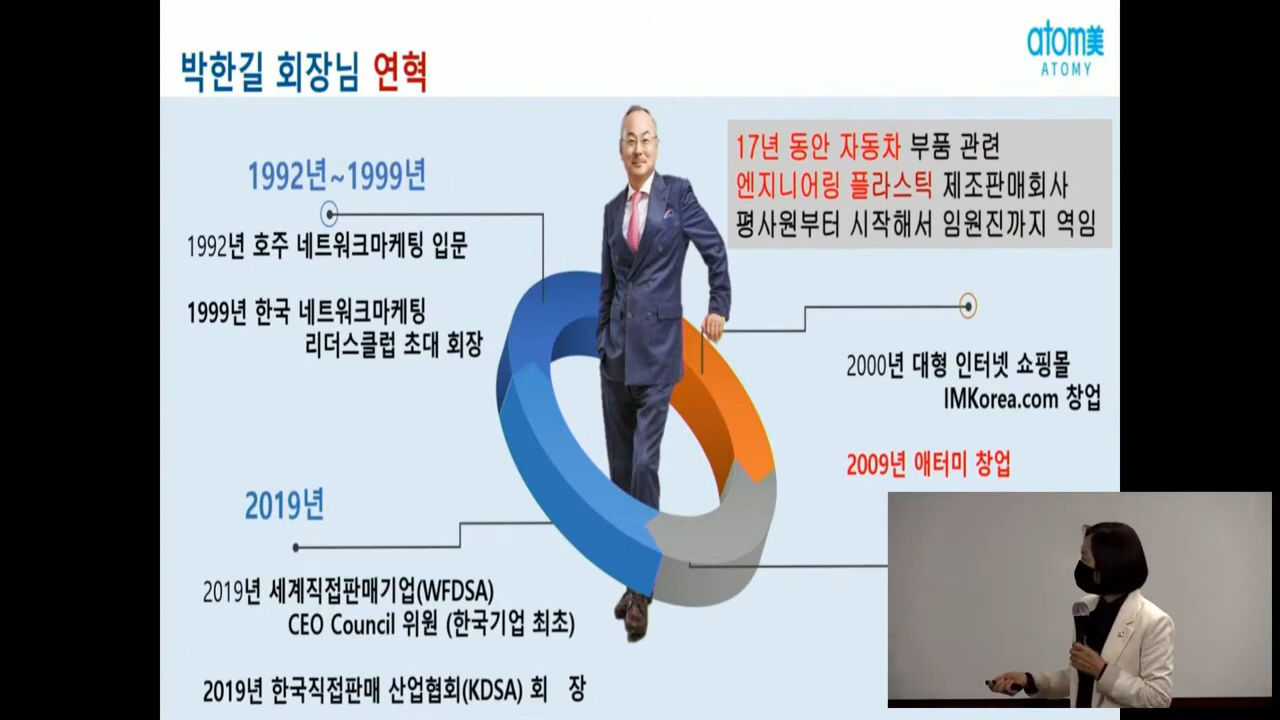 박한길 회장님 연혁
atom美
ATOMY
17년 동안 자동차 부품 관련
엔지니어링 플라스틱 제조판매회사
평사원부터 시작해서 임원진까지 역임
1992년~1999년
1992년 호주 네트워크마케팅 입문
1999년 한국 네트워크마케팅
리더스클럽 초대 회장
2000년 대형 인터넷 쇼핑몰
IMKorea.com 창업
2009년 애터미 창업
2019년
2019년 세계직접판매기업(WFDSA)
CEO Council 위원 (한국기업 최초)
2019년 한국직접판매 산업협회(KDSA) 회 장